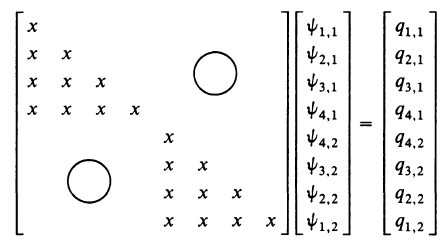 x ψ1,1 q1,1
x x ψ2,1 q2,1
x x x ψ3,1 q3,1
x x x x ψ4,1 q4,1
x ψ4,2 = q4,2
x x ψ3,2 q3,2
x x x ψ2,2 q2,2
x x x x ψ1,2 q1,2